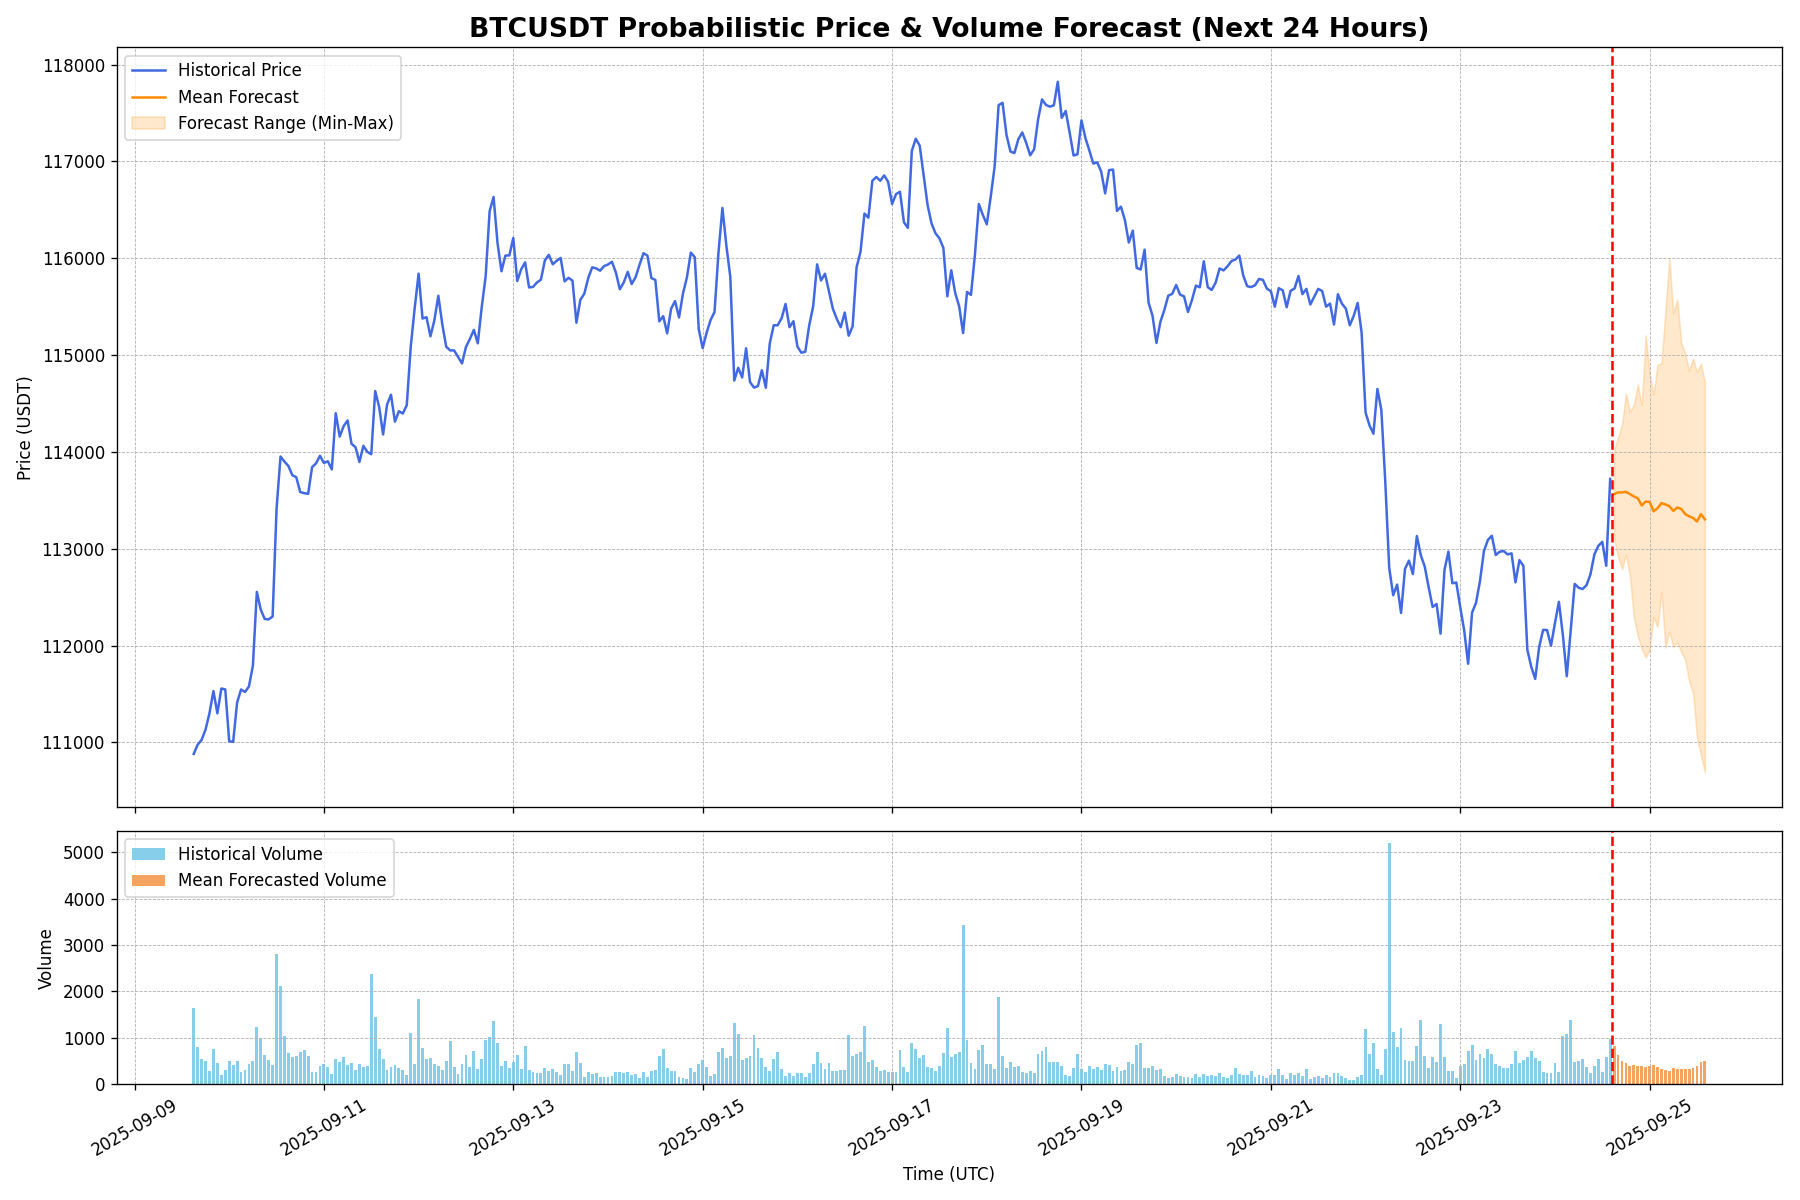 BTCUSDT Probabilistic Price & Volume Forecast (Next 24 Hours)
Historical Price
Mean Forecast
Forecast Range (Min-Max)
118000
117000
116000
115000
114000
113000
112000
111000
Price (USDT)
Historical Volume
Mean Forecasted Volume
5000
4000
3000
2000
1000
0
Volume
2025-09-09
2025-09-11
2025-09-13
2025-09-15
2025-09-17
2025-09-19
2025-09-21
2025-09-23
2025-09-25
Time (UTC)